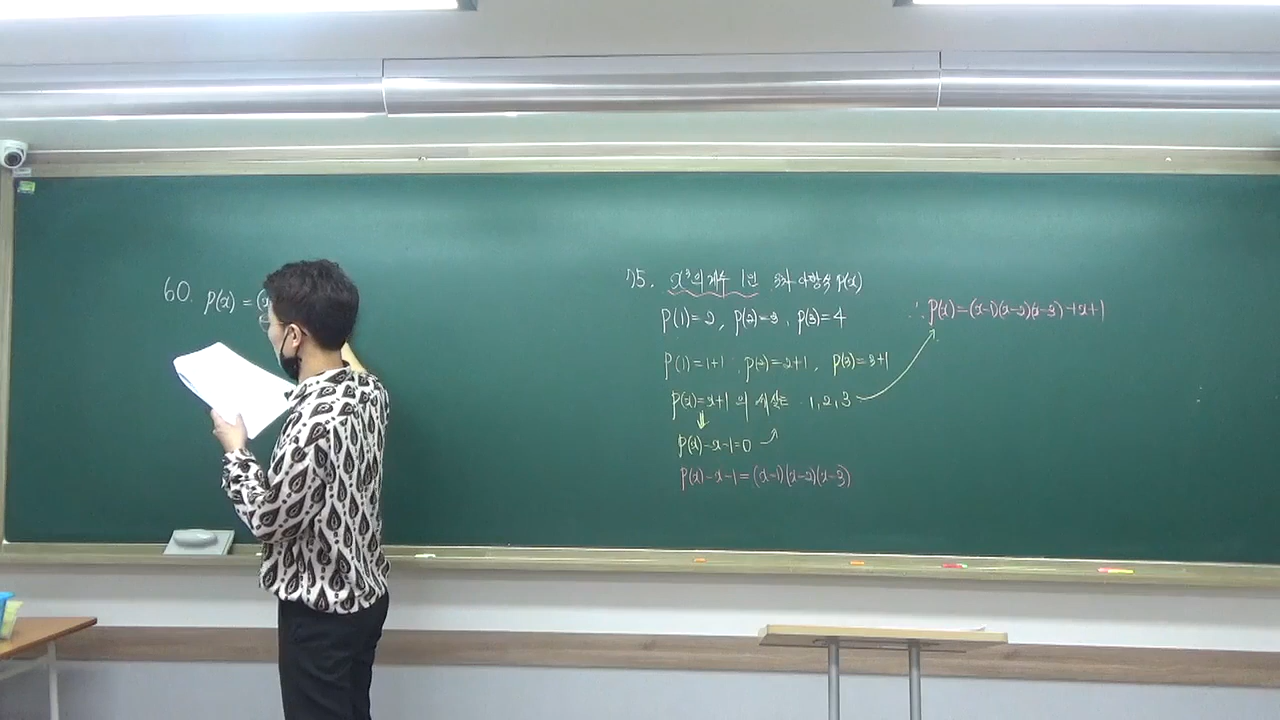 60. P(x) = (x
75. x³의 계수 1인 3차 다항식 P(x)
P(1)=2, P(2)=3, P(3)=4
P(1)=1+1, P(2)=2+1, P(3)=3+1
P(x)=x+1 의 세 실근 1, 2, 3
P(x)-x-1=0
P(x)-x-1=(x-1)(x-2)(x-3)
∴ P(x)=(x-1)(x-2)(x-3)+x+1